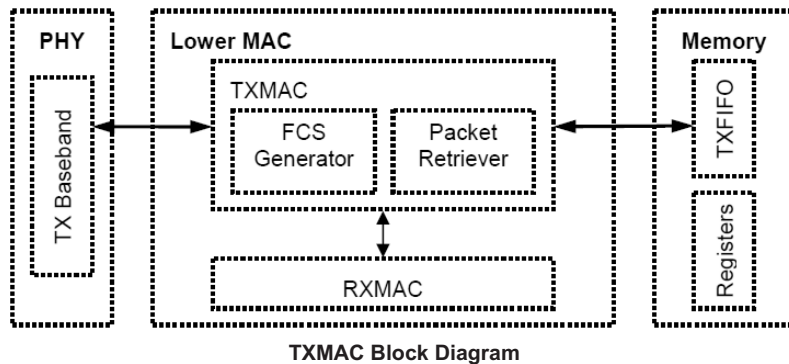 PHY
TX Baseband
Lower MAC
TXMAC
FCS
Generator
Packet
Retriever
RXMAC
Memory
TXFIFO
Registers
TXMAC Block Diagram